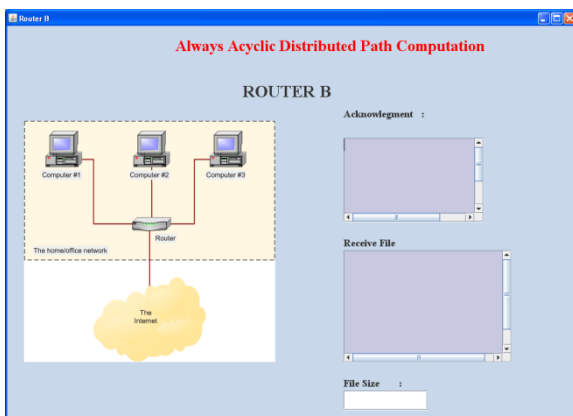 Router B
Always Acyclic Distributed Path Computation
ROUTER B
Acknowlegment :
Computer #1 Computer #2 Computer #3
Router
The home/office network
The
Internet
Receive File
File Size :